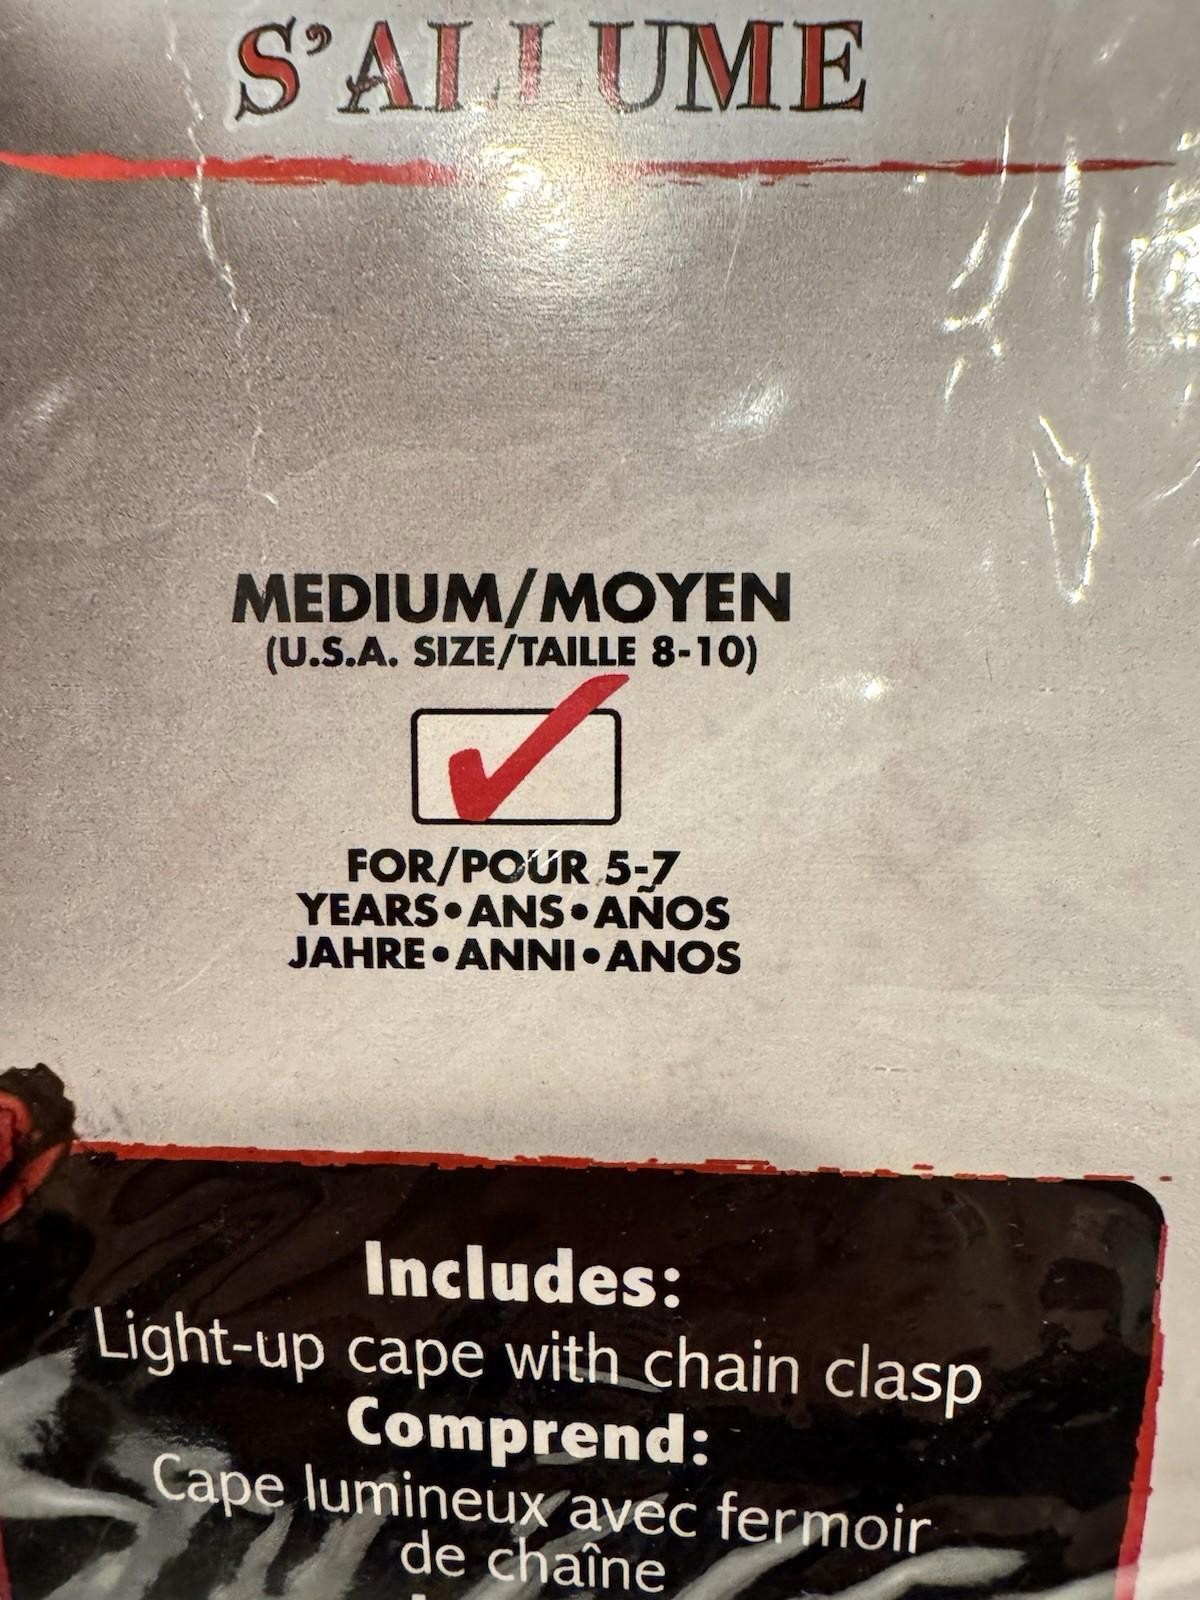 S'ALLUME
MEDIUM/MOYEN
(U.S.A. SIZE/TAILLE 8-10)
FOR/POUR 5-7
YEARS•ANS•AÑOS
JAHRE•ANNI•ANOS
Includes:
Light-up cape with chain clasp
Comprend:
Cape lumineux avec fermoir
de chaîne